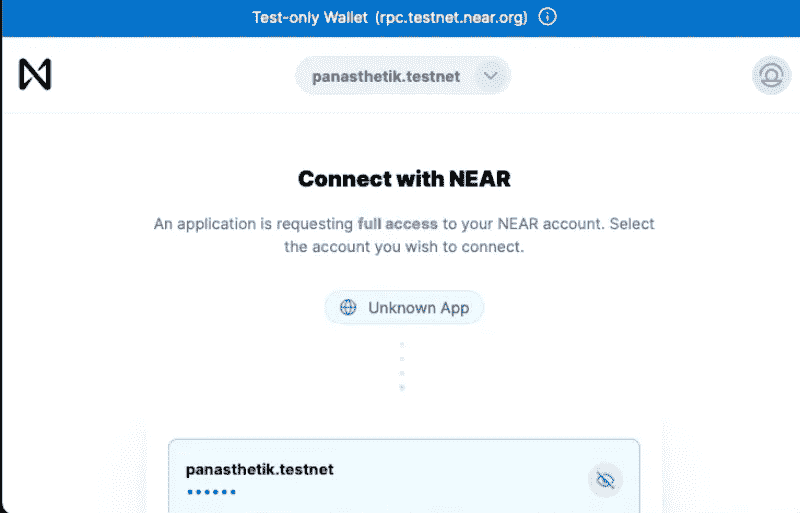 Test-only Wallet (rpc.testnet.near.org)
panasthetik.testnet
Connect with NEAR
An application is requesting full access to your NEAR account. Select
the account you wish to connect.
Unknown App
panasthetik.testnet